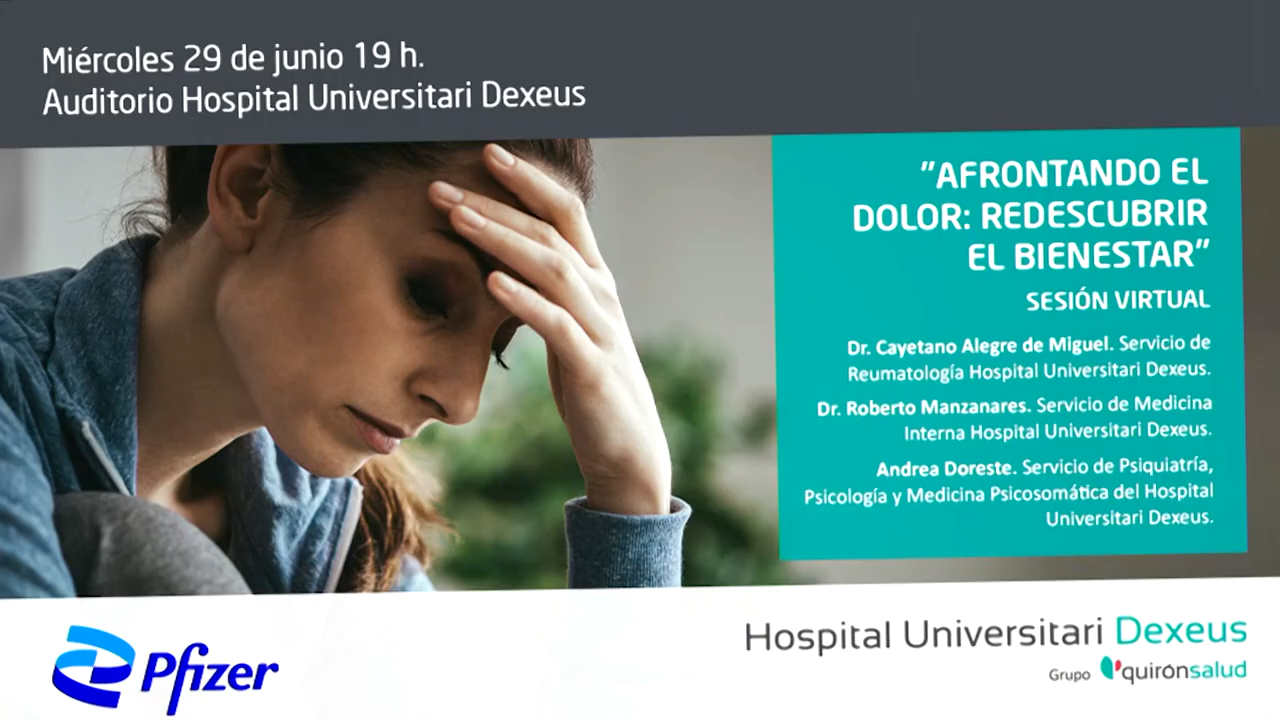 Miércoles 29 de junio 19 h.
Auditorio Hospital Universitari Dexeus
"AFRONTANDO EL
DOLOR: REDESCUBRIR
EL BIENESTAR"
SESIÓN VIRTUAL
Dr. Cayetano Alegre de Miguel. Servicio de
Reumatología Hospital Universitari Dexeus.
Dr. Roberto Manzanares. Servicio de Medicina
Interna Hospital Universitari Dexeus.
Andrea Doreste. Servicio de Psiquiatría,
Psicología y Medicina Psicosomática del Hospital
Universitari Dexeus.
Pfizer
Hospital Universitari Dexeus
Grupo quirónsalud